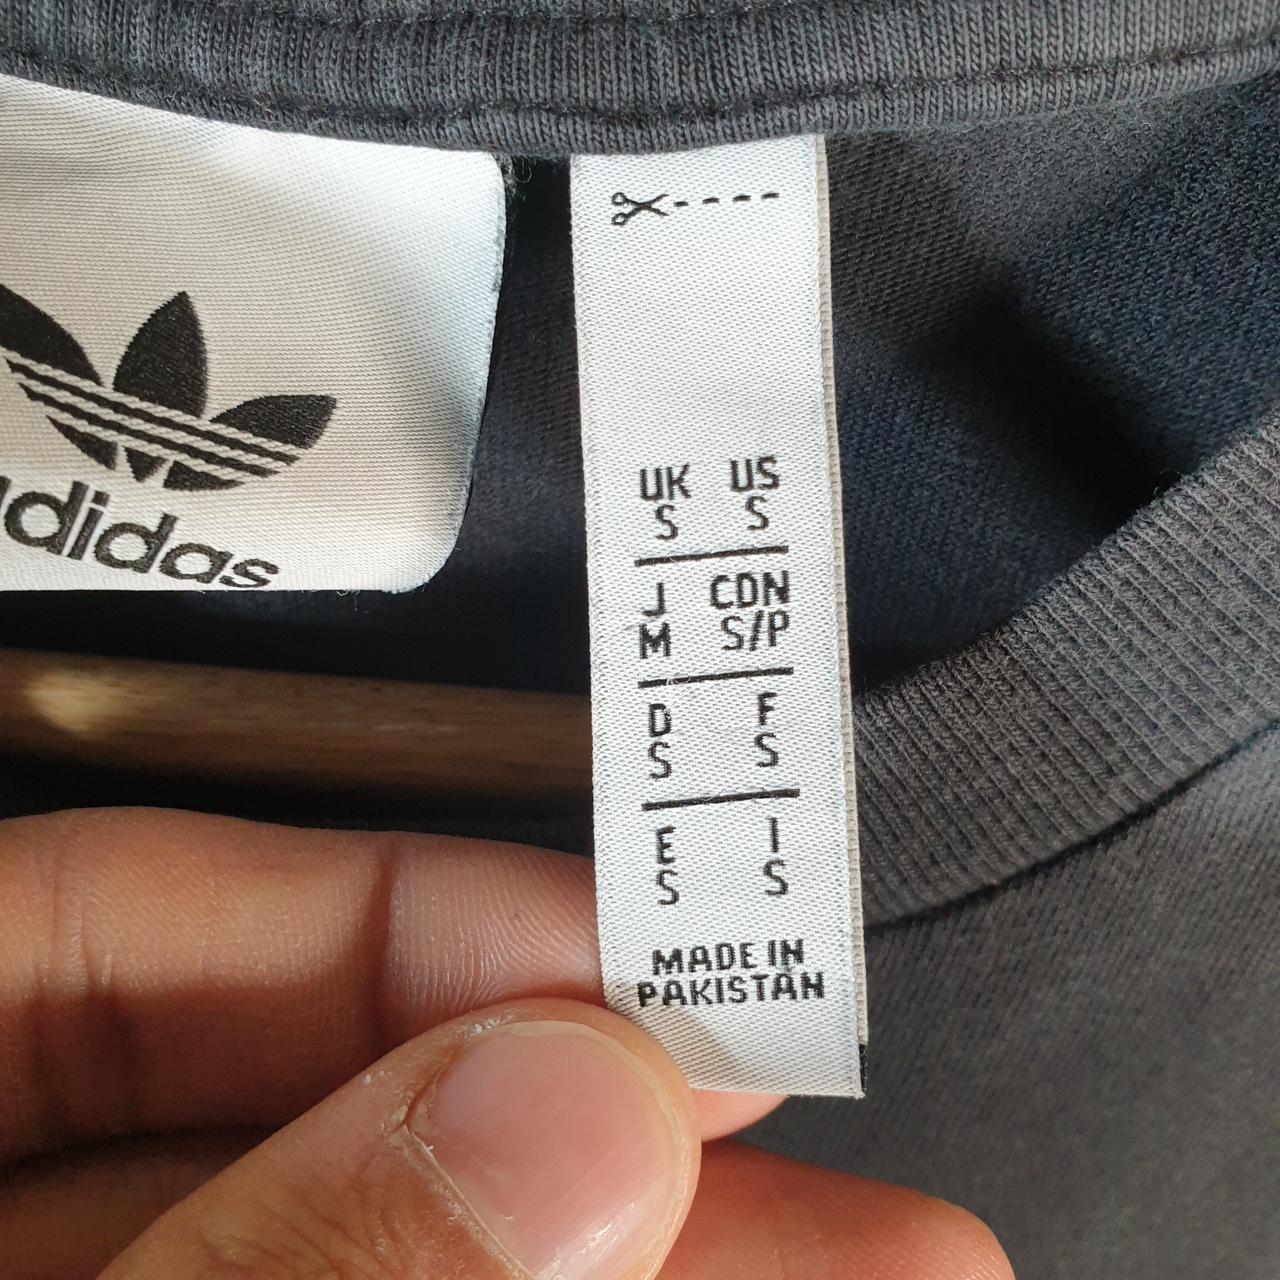 adidas
UK US
S S
J CDN
M S/P
D F
S S
E I
S S
MADE IN
PAKISTAN